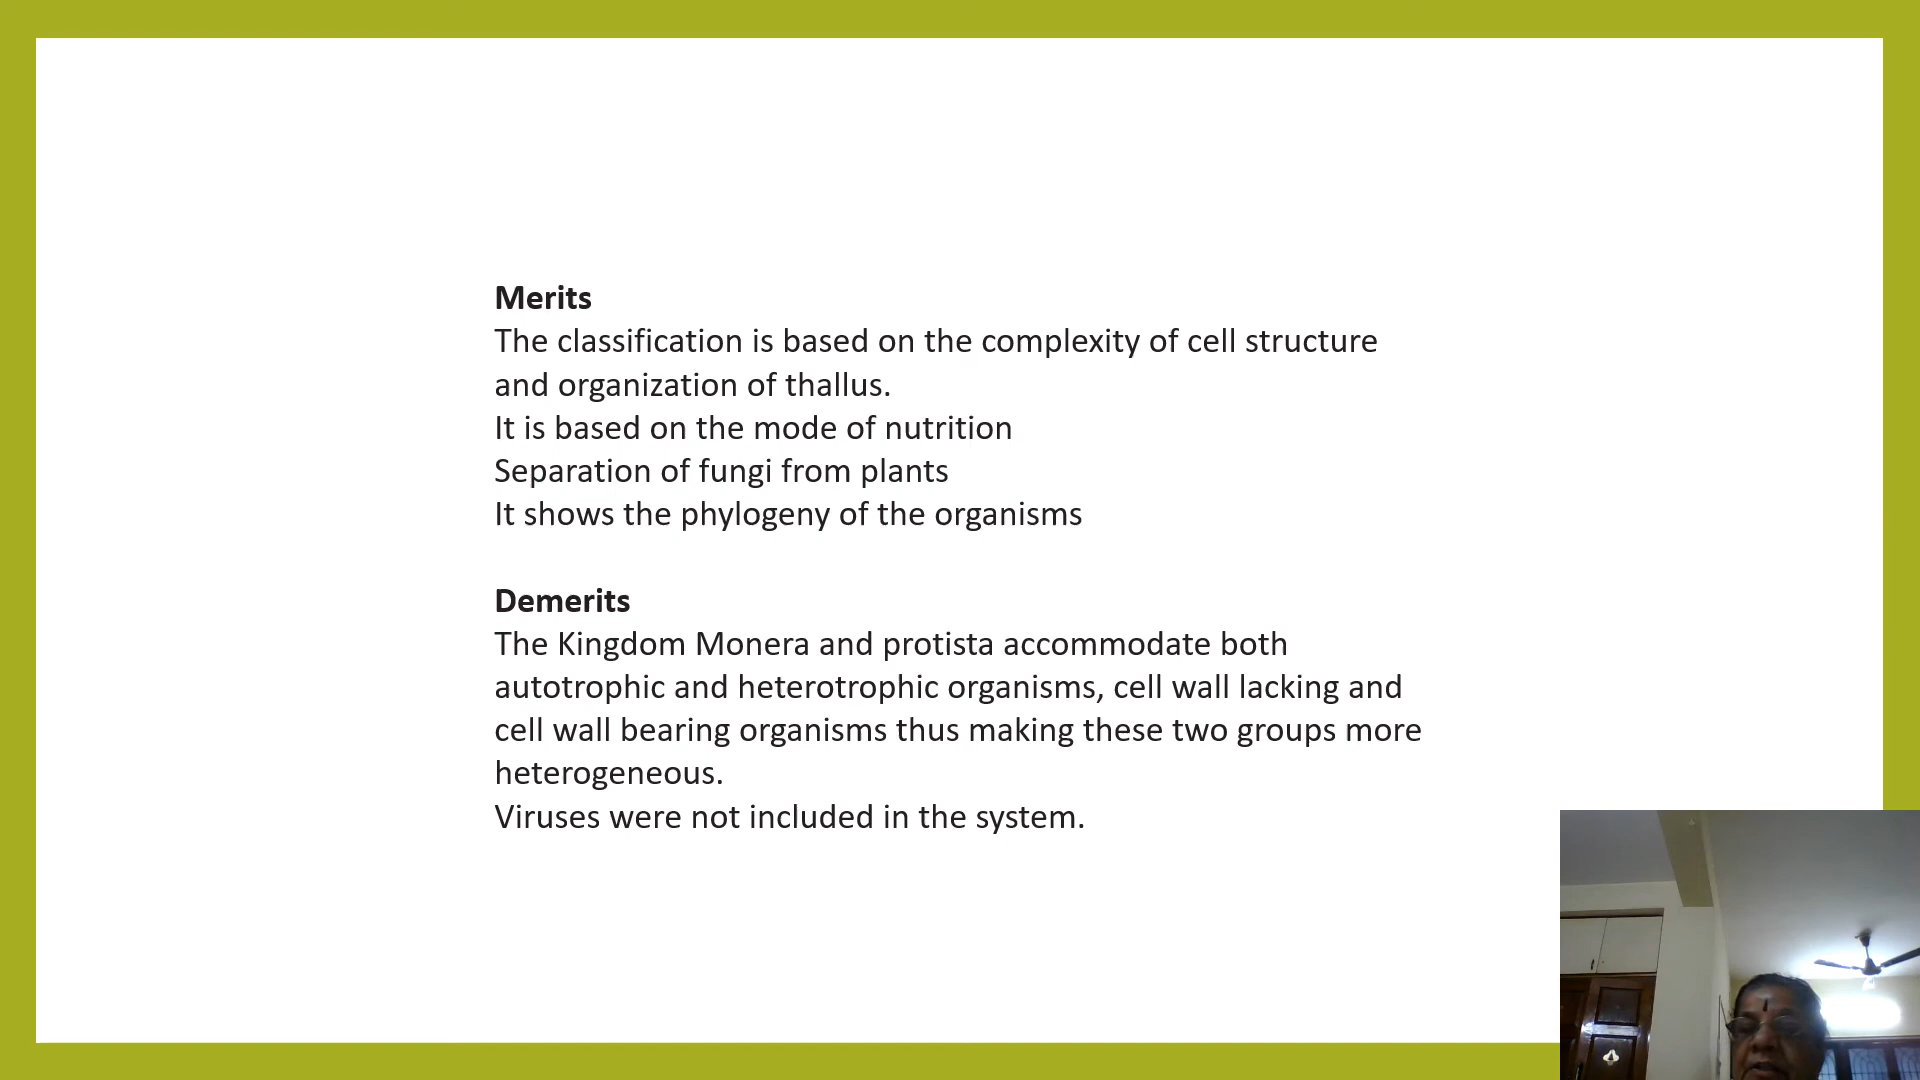 Merits
The classification is based on the complexity of cell structure
and organization of thallus.
It is based on the mode of nutrition
Separation of fungi from plants
It shows the phylogeny of the organisms
Demerits
The Kingdom Monera and protista accommodate both
autotrophic and heterotrophic organisms, cell wall lacking and
cell wall bearing organisms thus making these two groups more
heterogeneous.
Viruses were not included in the system.